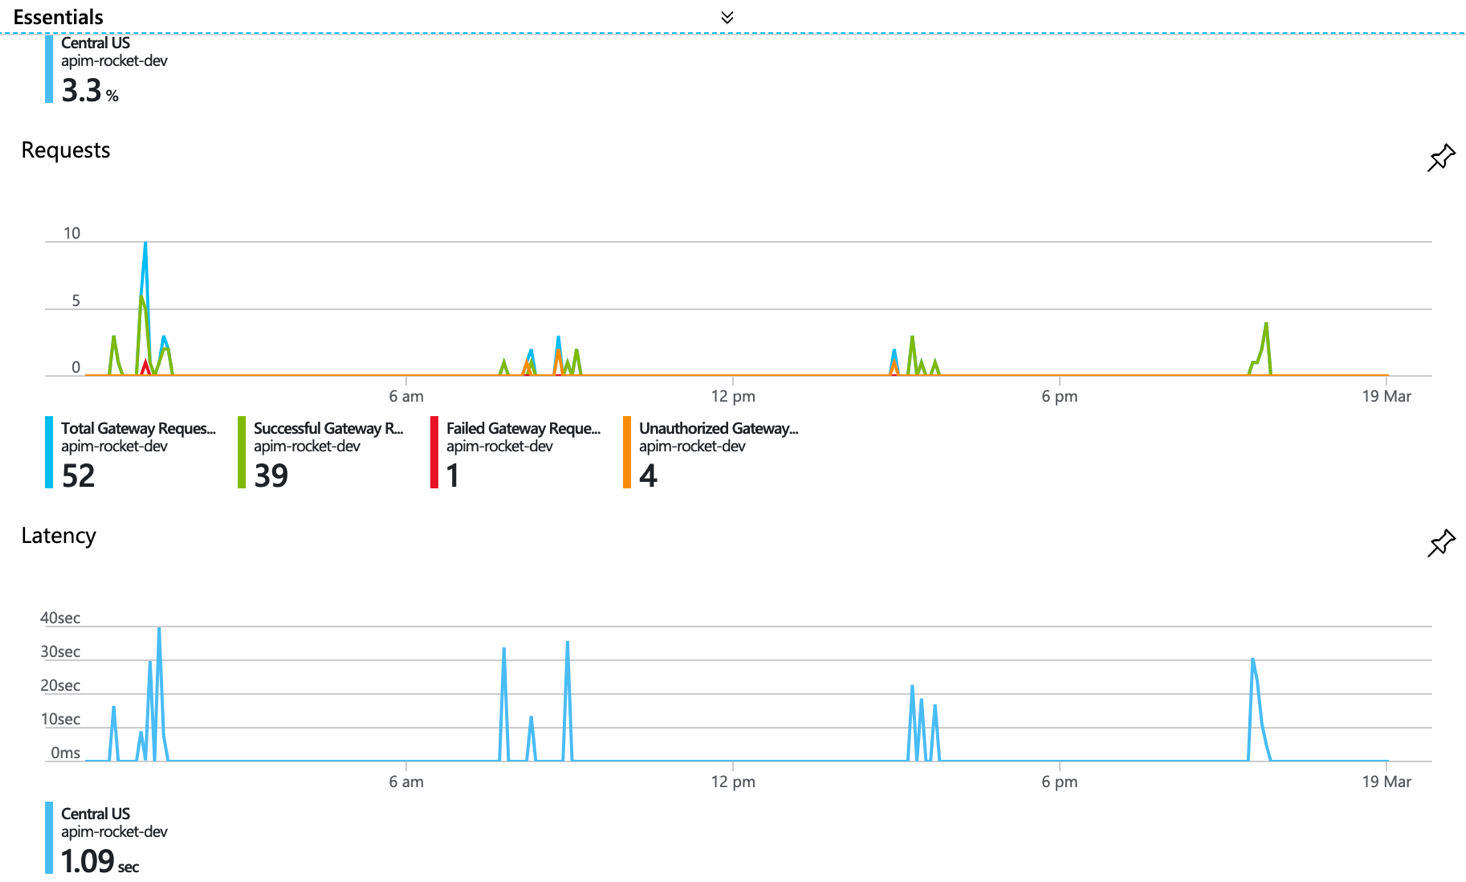 Essentials
Central US
apim-rocket-dev
3.3 %
Requests
10
5
0
6 am
12 pm
6 pm
19 Mar
Total Gateway Reques...
apim-rocket-dev
52
Successful Gateway R...
apim-rocket-dev
39
Failed Gateway Reque...
apim-rocket-dev
1
Unauthorized Gateway...
apim-rocket-dev
4
Latency
40sec
30sec
20sec
10sec
0ms
6 am
12 pm
6 pm
19 Mar
Central US
apim-rocket-dev
1.09 sec